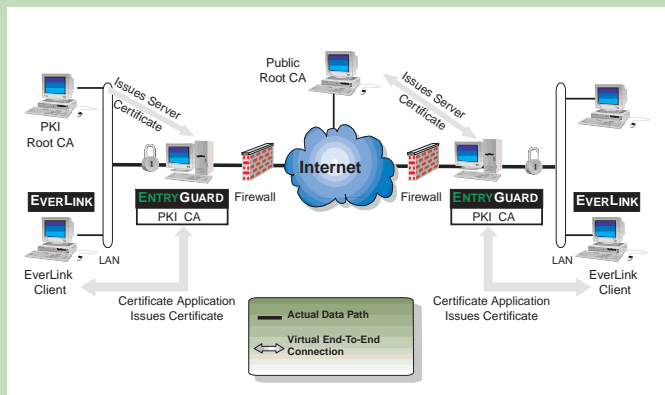 Public
Root CA
Issues Server
Certificate
Issues Server
Certificate
PKI
Root CA
Internet
EVERLINK
ENTRYGUARD
PKI CA
Firewall
Firewall
ENTRYGUARD
PKI CA
EVERLINK
LAN
LAN
EverLink
Client
EverLink
Client
Certificate Application
Issues Certificate
Certificate Application
Issues Certificate
Actual Data Path
Virtual End-To-End
Connection